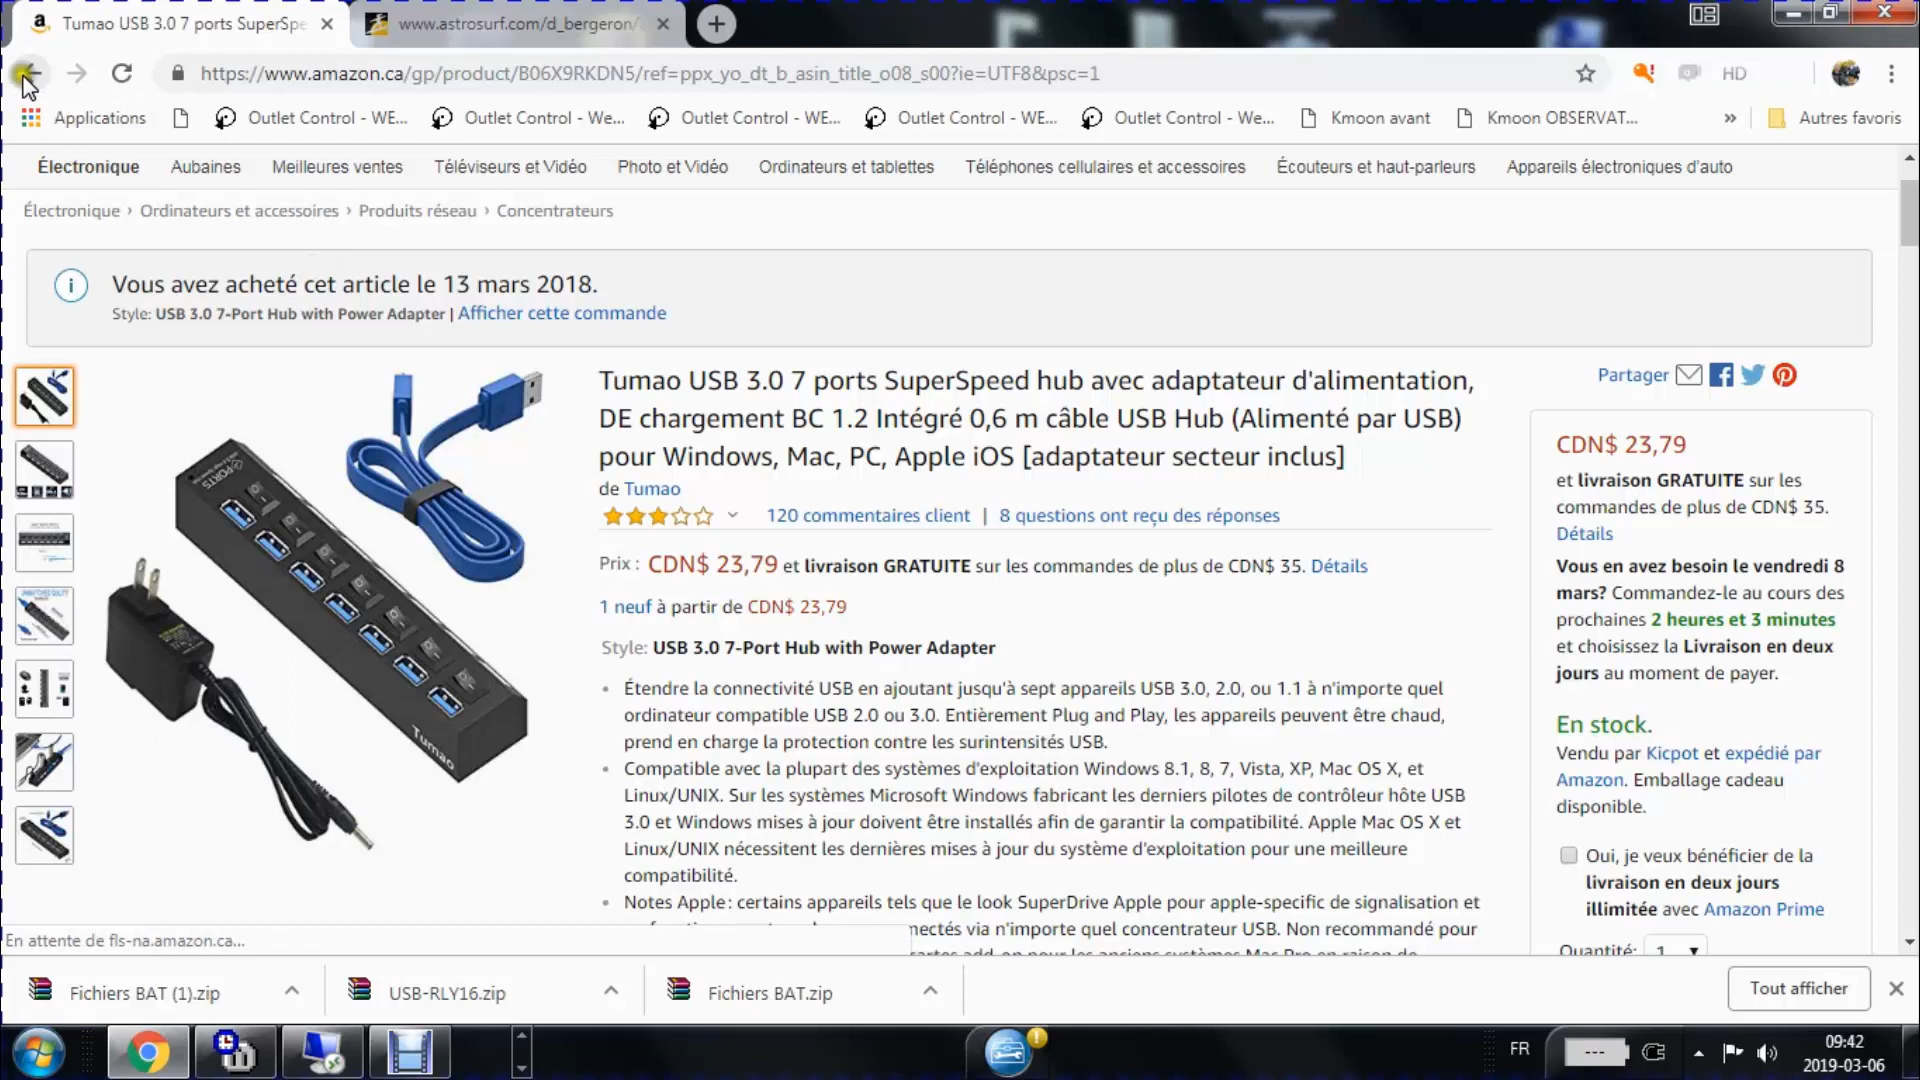 Tumao USB 3.0 7 ports SuperSpe
www.astrosurf.com/d_bergeron/
https://www.amazon.ca/gp/product/B06X9RKDN5/ref=ppx_yo_dt_b_asin_title_o08_s00?ie=UTF8&psc=1
HD
Applications
Outlet Control - WE...
Outlet Control - We...
Outlet Control - WE...
Outlet Control - WE...
Outlet Control - We...
Kmoon avant
Kmoon OBSERVAT...
»
Autres favoris
Électronique
Aubaines
Meilleures ventes
Téléviseurs et Vidéo
Photo et Vidéo
Ordinateurs et tablettes
Téléphones cellulaires et accessoires
Écouteurs et haut-parleurs
Appareils électroniques d'auto
Électronique › Ordinateurs et accessoires › Produits réseau › Concentrateurs
Vous avez acheté cet article le 13 mars 2018.
Style: USB 3.0 7-Port Hub with Power Adapter | Afficher cette commande
7 PORTS
Tumao
Tumao USB 3.0 7 ports SuperSpeed hub avec adaptateur d'alimentation,
DE chargement BC 1.2 Intégré 0,6 m câble USB Hub (Alimenté par USB)
pour Windows, Mac, PC, Apple iOS [adaptateur secteur inclus]
de Tumao
120 commentaires client | 8 questions ont reçu des réponses
Prix : CDN$ 23,79 et livraison GRATUITE sur les commandes de plus de CDN$ 35. Détails
1 neuf à partir de CDN$ 23,79
Style: USB 3.0 7-Port Hub with Power Adapter
• Étendre la connectivité USB en ajoutant jusqu'à sept appareils USB 3.0, 2.0, ou 1.1 à n'importe quel
ordinateur compatible USB 2.0 ou 3.0. Entièrement Plug and Play, les appareils peuvent être chaud,
prend en charge la protection contre les surintensités USB.
• Compatible avec la plupart des systèmes d'exploitation Windows 8.1, 8, 7, Vista, XP, Mac OS X, et
Linux/UNIX. Sur les systèmes Microsoft Windows fabricant les derniers pilotes de contrôleur hôte USB
3.0 et Windows mises à jour doivent être installés afin de garantir la compatibilité. Apple Mac OS X et
Linux/UNIX nécessitent les dernières mises à jour du système d'exploitation pour une meilleure
compatibilité.
• Notes Apple : certains appareils tels que le look SuperDrive Apple pour apple-specific de signalisation et
nectés via n'importe quel concentrateur USB. Non recommandé pour
Partager
CDN$ 23,79
et livraison GRATUITE sur les
commandes de plus de CDN$ 35.
Détails
Vous en avez besoin le vendredi 8
mars? Commandez-le au cours des
prochaines 2 heures et 3 minutes
et choisissez la Livraison en deux
jours au moment de payer.
En stock.
Vendu par Kicpot et expédié par
Amazon. Emballage cadeau
disponible.
Oui, je veux bénéficier de la
livraison en deux jours
illimitée avec Amazon Prime
Quantité: 1
En attente de fls-na.amazon.ca...
Fichiers BAT (1).zip
USB-RLY16.zip
Fichiers BAT.zip
Tout afficher
FR
---
09:42
2019-03-06